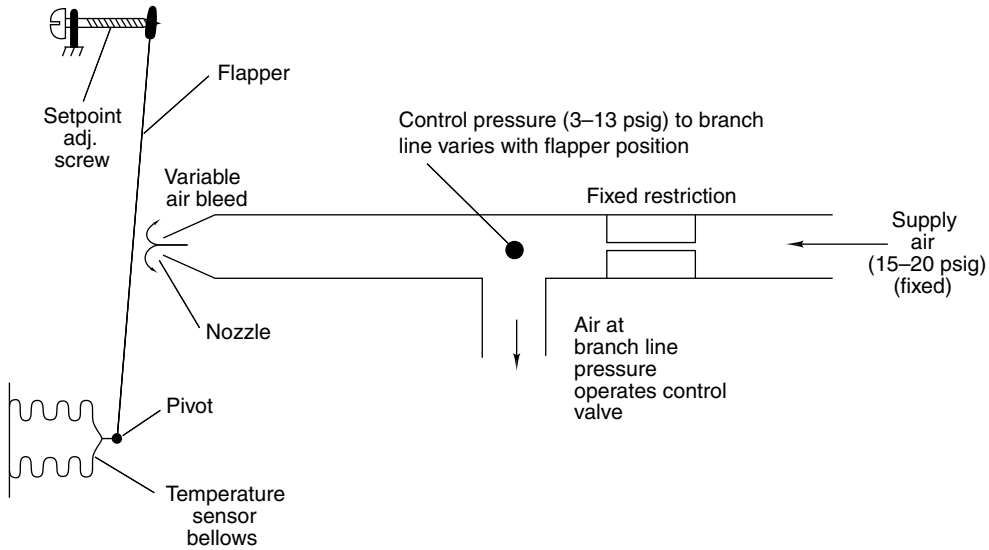 Flapper
Setpoint
adj.
screw
Control pressure (3–13 psig) to branch
line varies with flapper position
Variable
air bleed
Fixed restriction
Supply
air
(15–20 psig)
(fixed)
Nozzle
Air at
branch line
pressure
operates control
valve
Pivot
Temperature
sensor
bellows